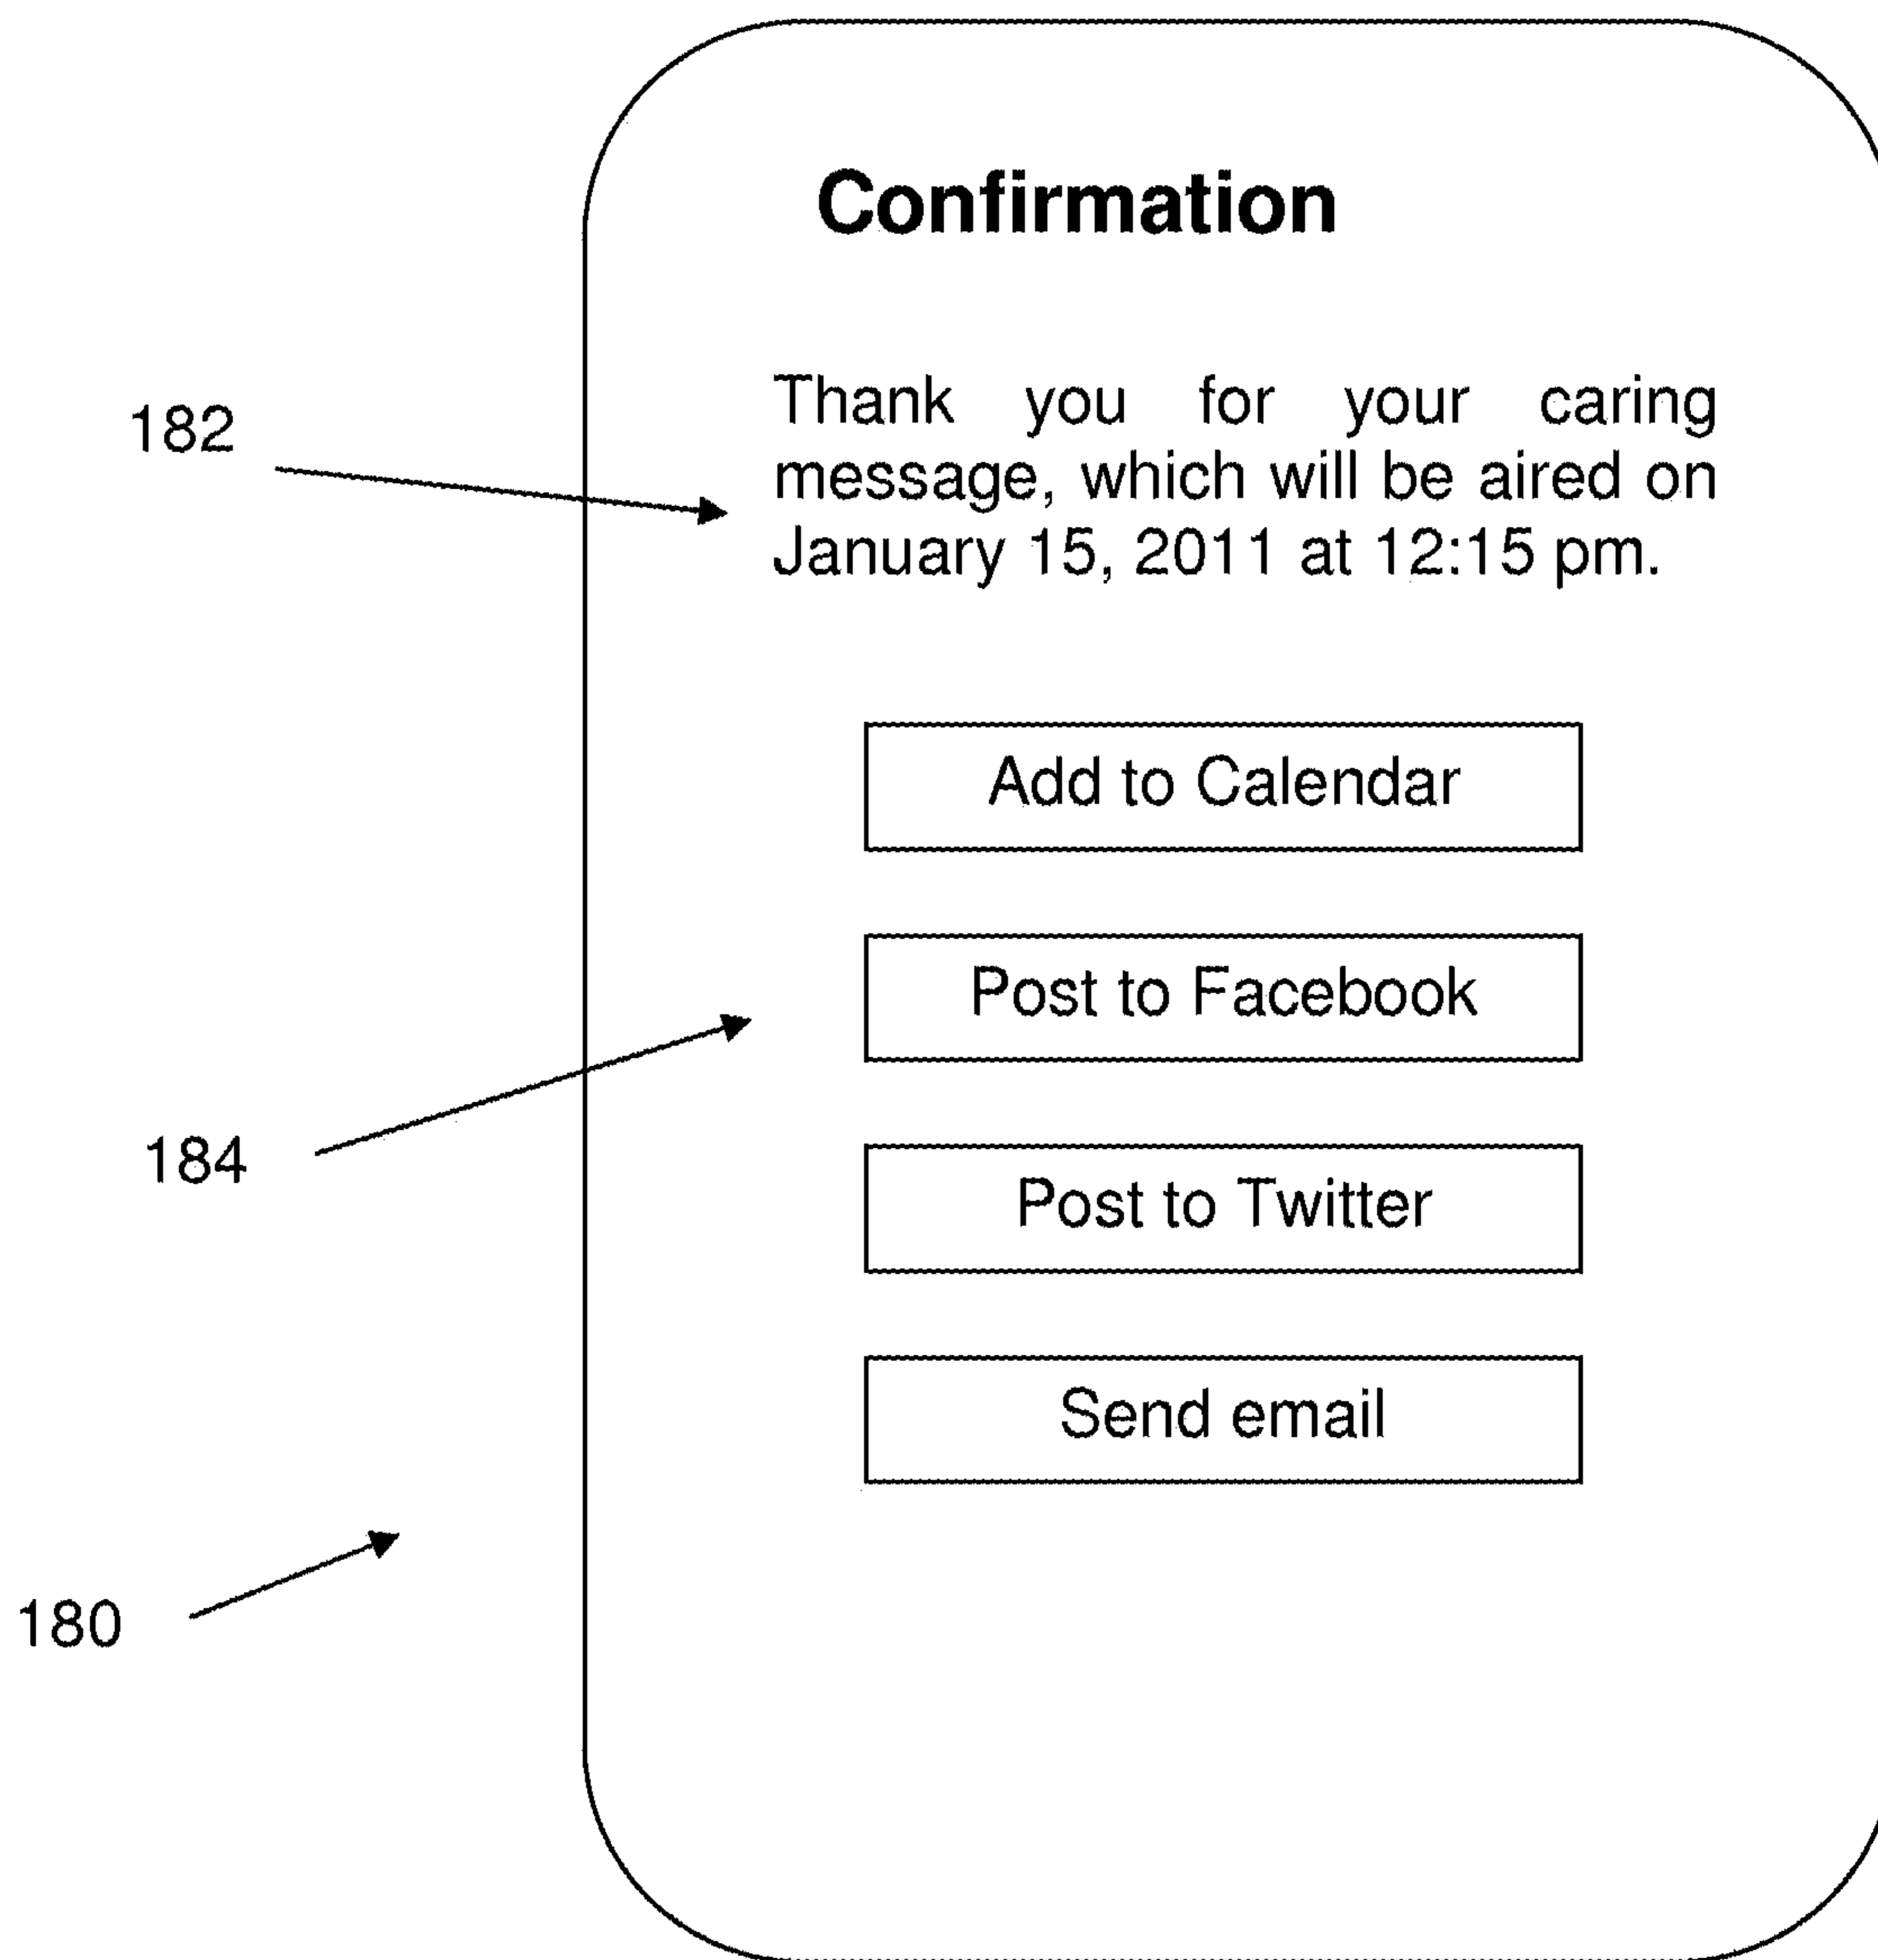 Confirmation
182
Thank you for your caring
message, which will be aired on
January 15, 2011 at 12:15 pm.
Add to Calendar
Post to Facebook
184
Post to Twitter
Send email
180